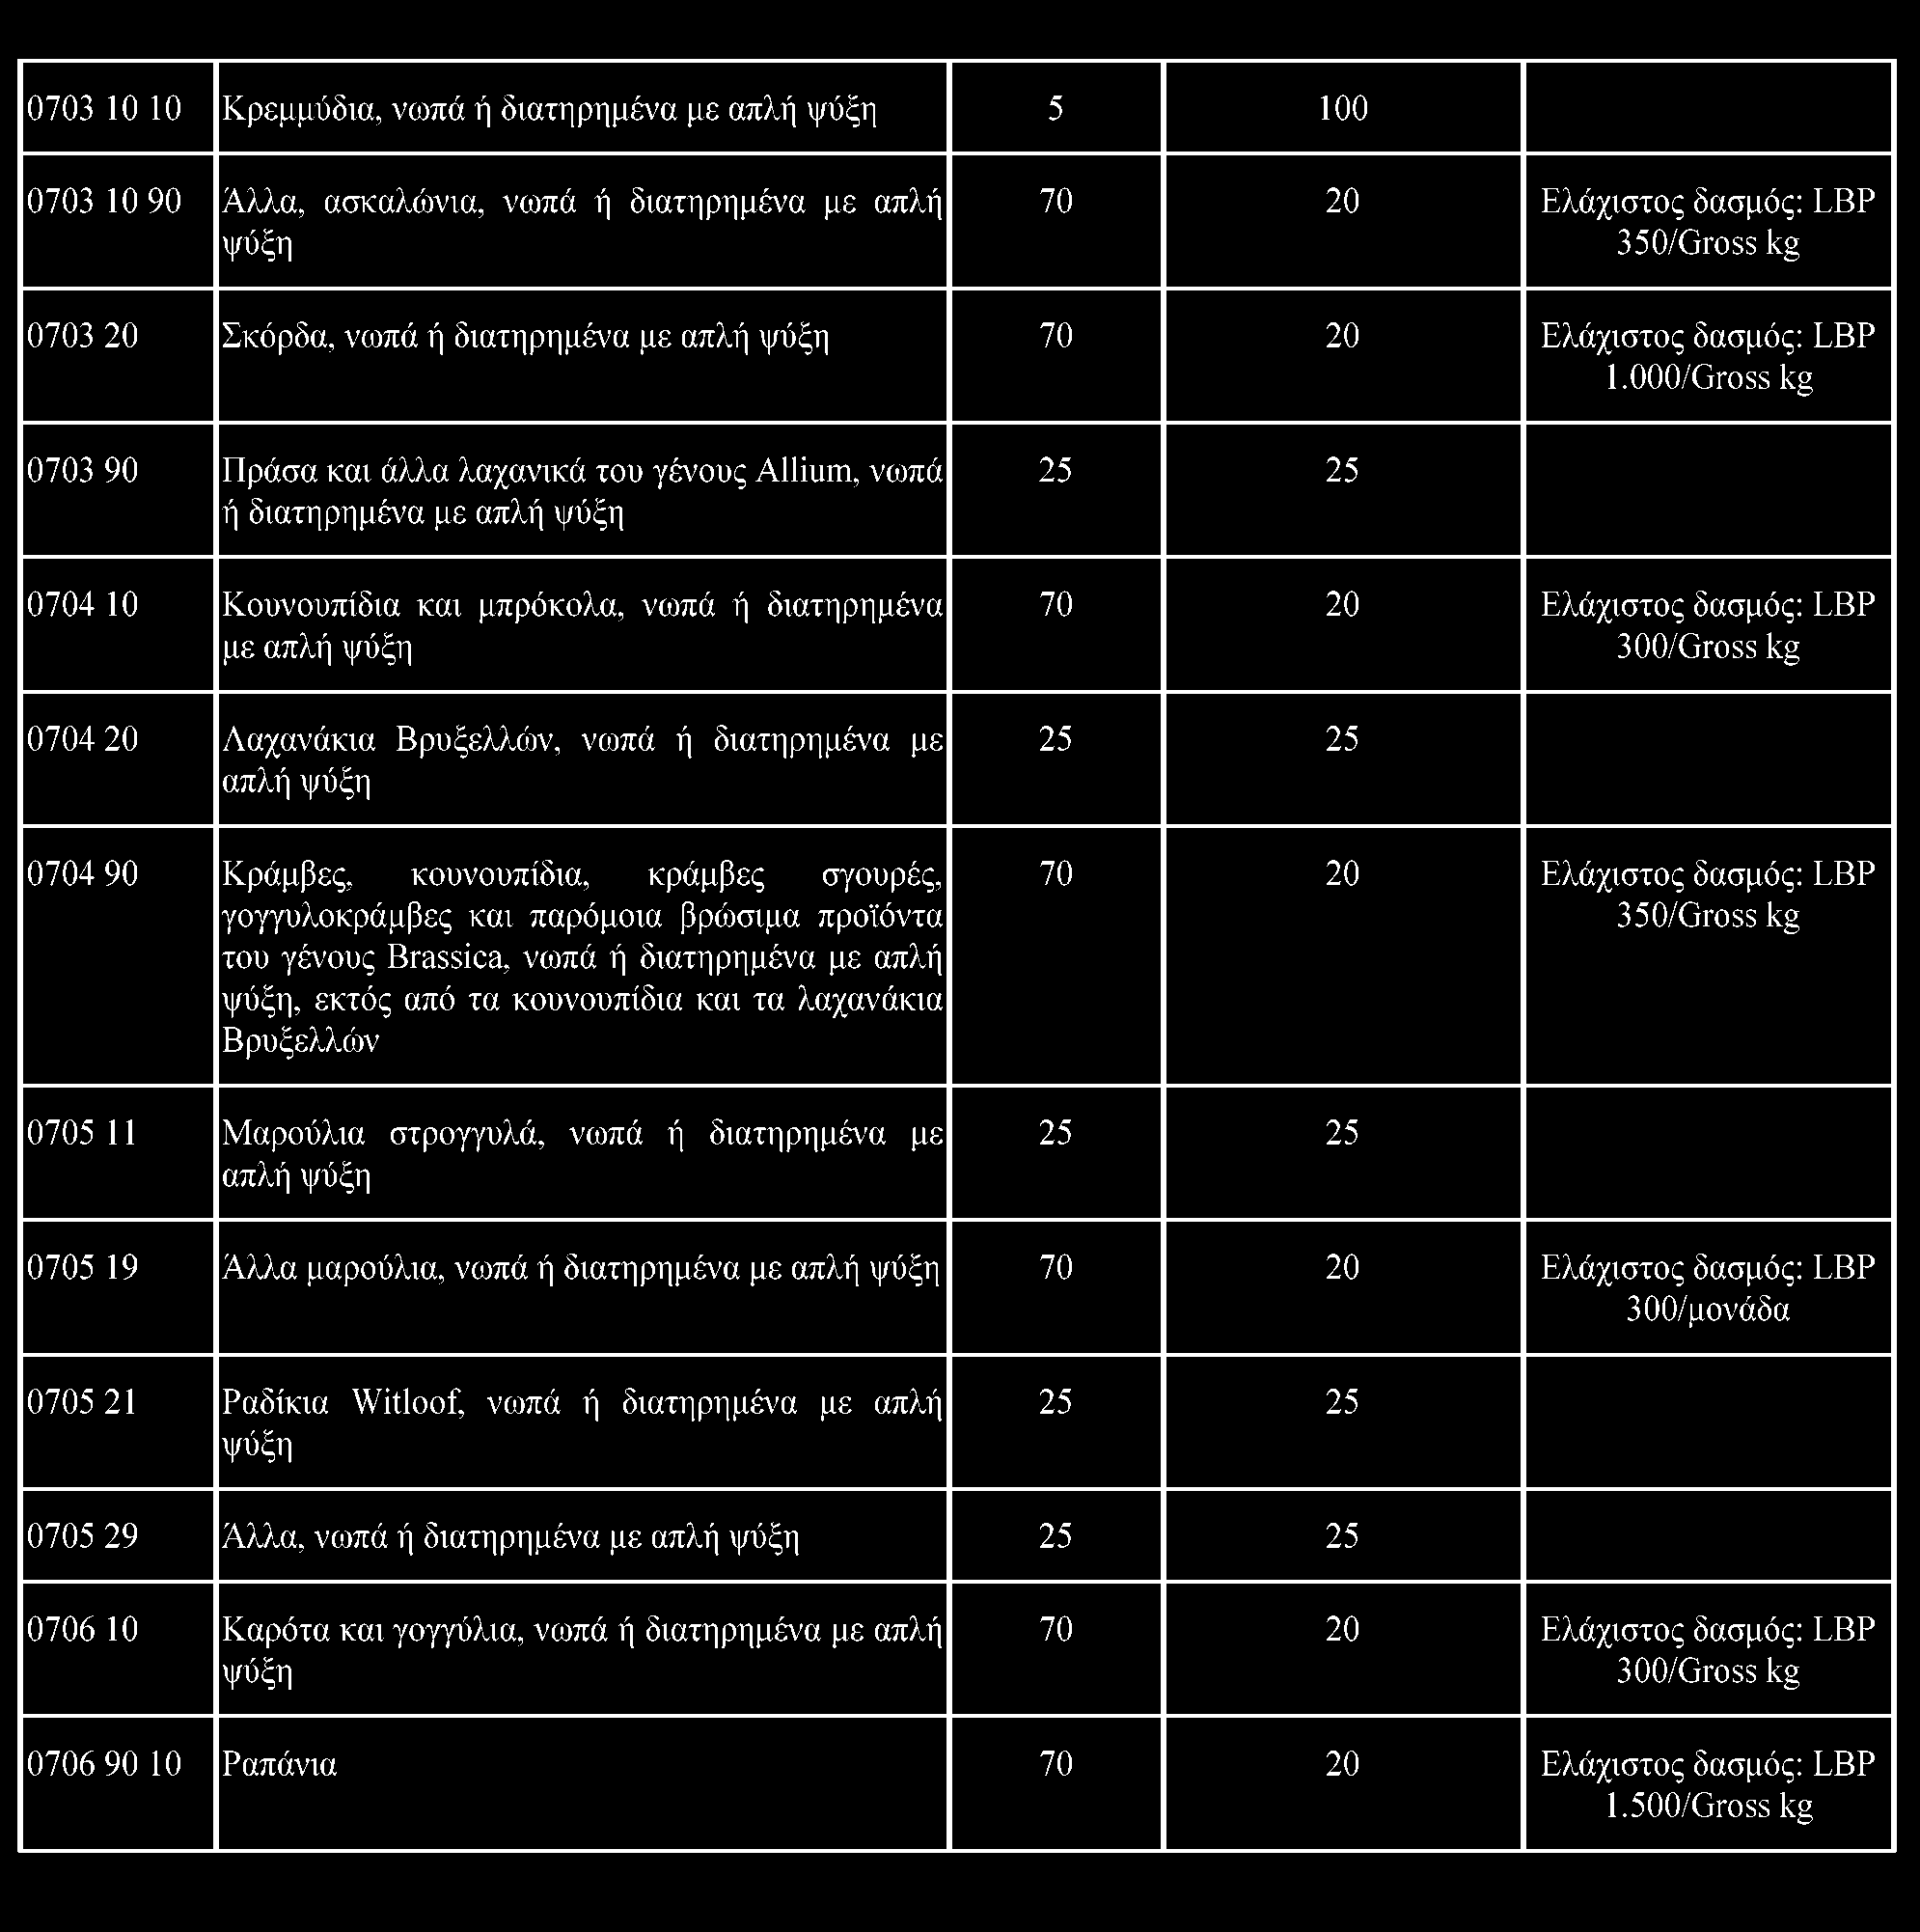 0703 10 10 Κρεμμύδια, νωπά ή διατηρημένα με απλή ψύξη 5 100
0703 10 90 Άλλα, ασκαλώνια, νωπά ή διατηρημένα με απλή 70 20 Ελάχιστος δασμός: LBP
ψύξη 350/Gross kg
0703 20 Σκόρδα, νωπά ή διατηρημένα με απλή ψύξη 70 20 Ελάχιστος δασμός: LBP
1.000/Gross kg
0703 90 Πράσα και άλλα λαχανικά του γένους Allium, νωπά 25 25
ή διατηρημένα με απλή ψύξη
0704 10 Κουνουπίδια και μπρόκολα, νωπά ή διατηρημένα 70 20 Ελάχιστος δασμός: LBP
με απλή ψύξη 300/Gross kg
0704 20 Λαχανάκια Βρυξελλών, νωπά ή διατηρημένα με 25 25
απλή ψύξη
0704 90 Κράμβες, κουνουπίδια, κράμβες σγουρές, 70 20 Ελάχιστος δασμός: LBP
γογγυλοκράμβες και παρόμοια βρώσιμα προϊόντα 350/Gross kg
του γένους Brassica, νωπά ή διατηρημένα με απλή
ψύξη, εκτός από τα κουνουπίδια και τα λαχανάκια
Βρυξελλών
0705 11 Μαρούλια στρογγυλά, νωπά ή διατηρημένα με 25 25
απλή ψύξη
0705 19 Άλλα μαρούλια, νωπά ή διατηρημένα με απλή ψύξη 70 20 Ελάχιστος δασμός: LBP
300/μονάδα
0705 21 Ραδίκια Witloof, νωπά ή διατηρημένα με απλή 25 25
ψύξη
0705 29 Άλλα, νωπά ή διατηρημένα με απλή ψύξη 25 25
0706 10 Καρότα και γογγύλια, νωπά ή διατηρημένα με απλή 70 20 Ελάχιστος δασμός: LBP
ψύξη 300/Gross kg
0706 90 10 Ραπάνια 70 20 Ελάχιστος δασμός: LBP
1.500/Gross kg